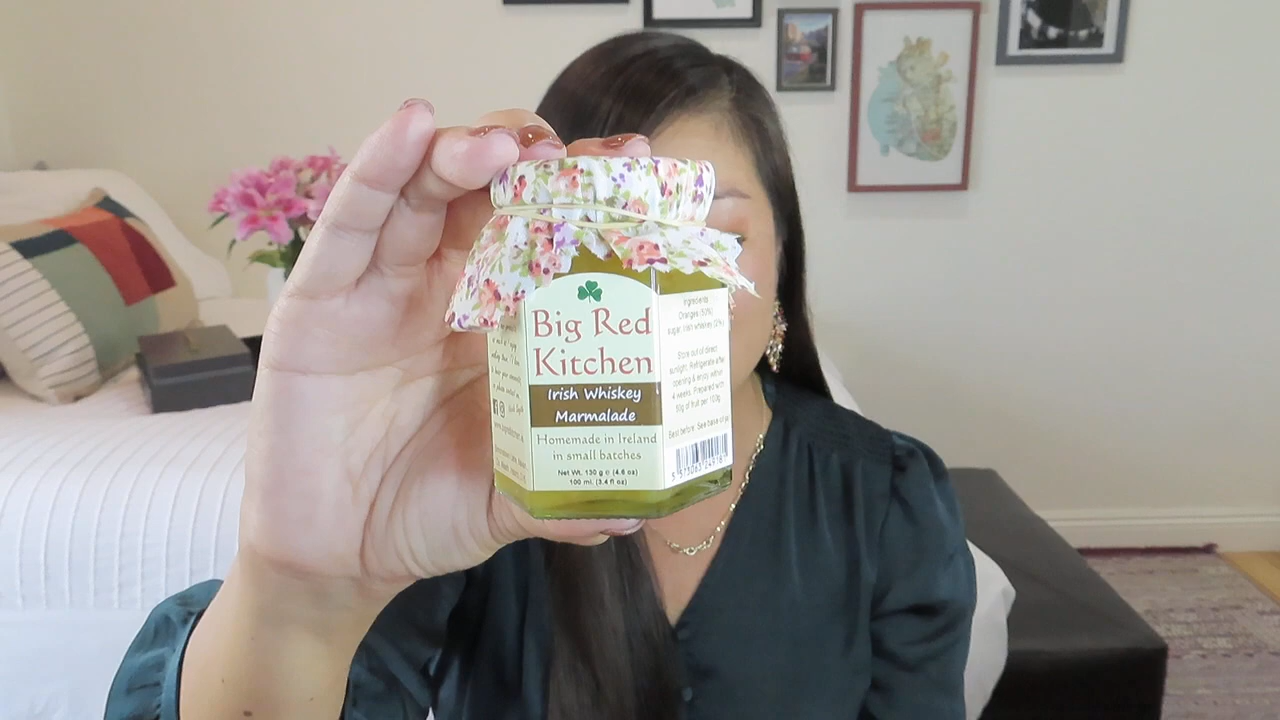 Big Red
Kitchen
Irish Whiskey
Marmalade
Homemade in Ireland
in small batches
Net Wt. 130 g e (4.6 oz)
100 ml. (3.4 fl oz)
Ingredients
Oranges (50%)
sugar, Irish whiskey (2%)
Store out of direct
sunlight. Refrigerate after
opening & enjoy within
4 weeks. Prepared with
50g of fruit per 100g.
Best before: See base of